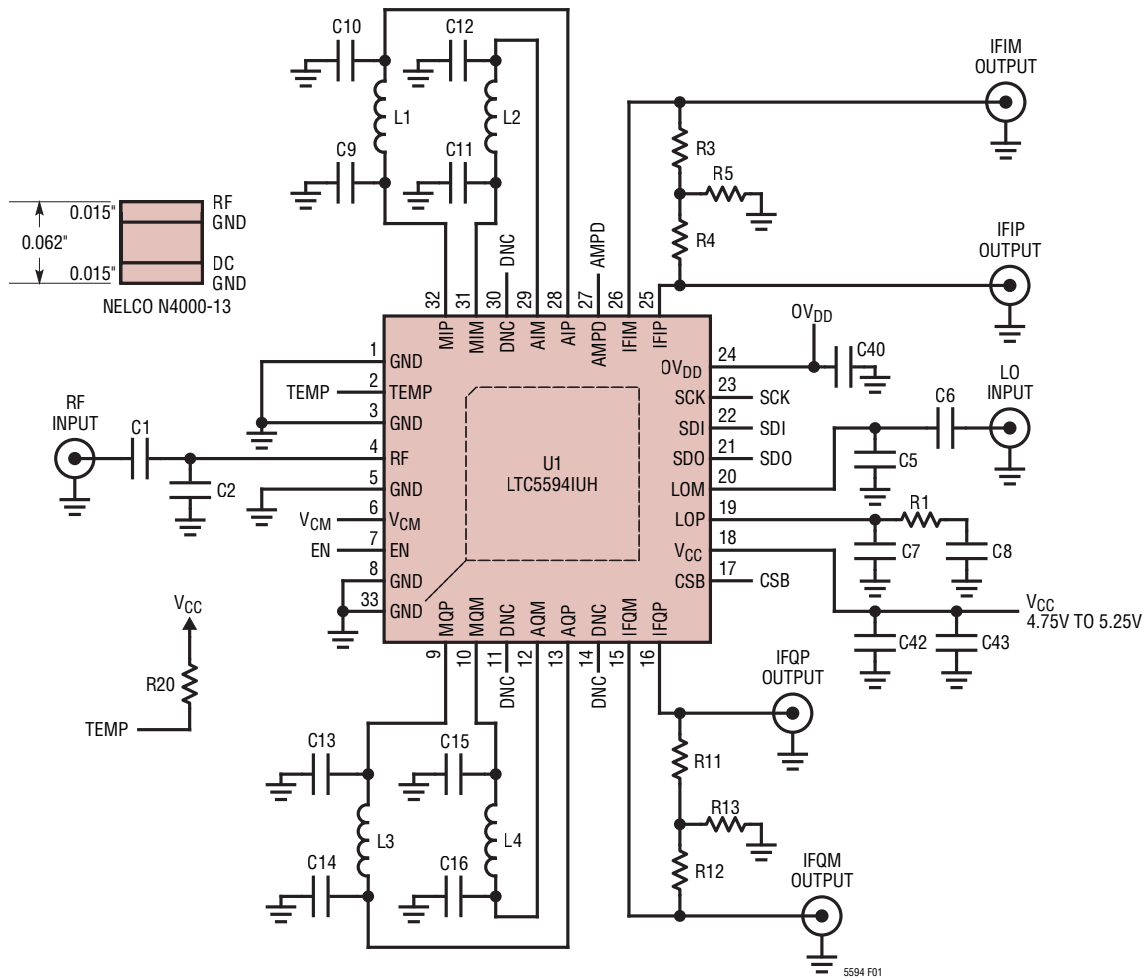 C10
C12
L1
L2
C9
C11
IFIM
OUTPUT
R3
R5
R4
IFIP
OUTPUT
0.015"
0.062"
0.015"
RF
GND
DC
GND
NELCO N4000-13
DNC
AMPD
32
31
30
29
28
27
26
25
MIP
MIM
DNC
AIM
AIP
AMPD
IFIM
IFIP
OVDD
C40
1
GND
TEMP
2
TEMP
3
GND
RF
INPUT
C1
C2
4
RF
5
GND
VCM
6
VCM
EN
7
EN
8
GND
33
GND
U1
LTC5594IUH
OVDD
24
SCK
23
SCK
SDI
22
SDI
SDO
21
SDO
LOM
20
LOP
19
VCC
18
CSB
17
CSB
LO
INPUT
C6
C5
R1
C7
C8
VCC
4.75V TO 5.25V
C42
C43
MQP
MQM
DNC
AQM
AQP
DNC
IFQM
IFQP
9
10
11
12
13
14
15
16
DNC
DNC
VCC
R20
TEMP
C13
C15
L3
L4
C14
C16
IFQP
OUTPUT
R11
R13
R12
IFQM
OUTPUT
5594 F01